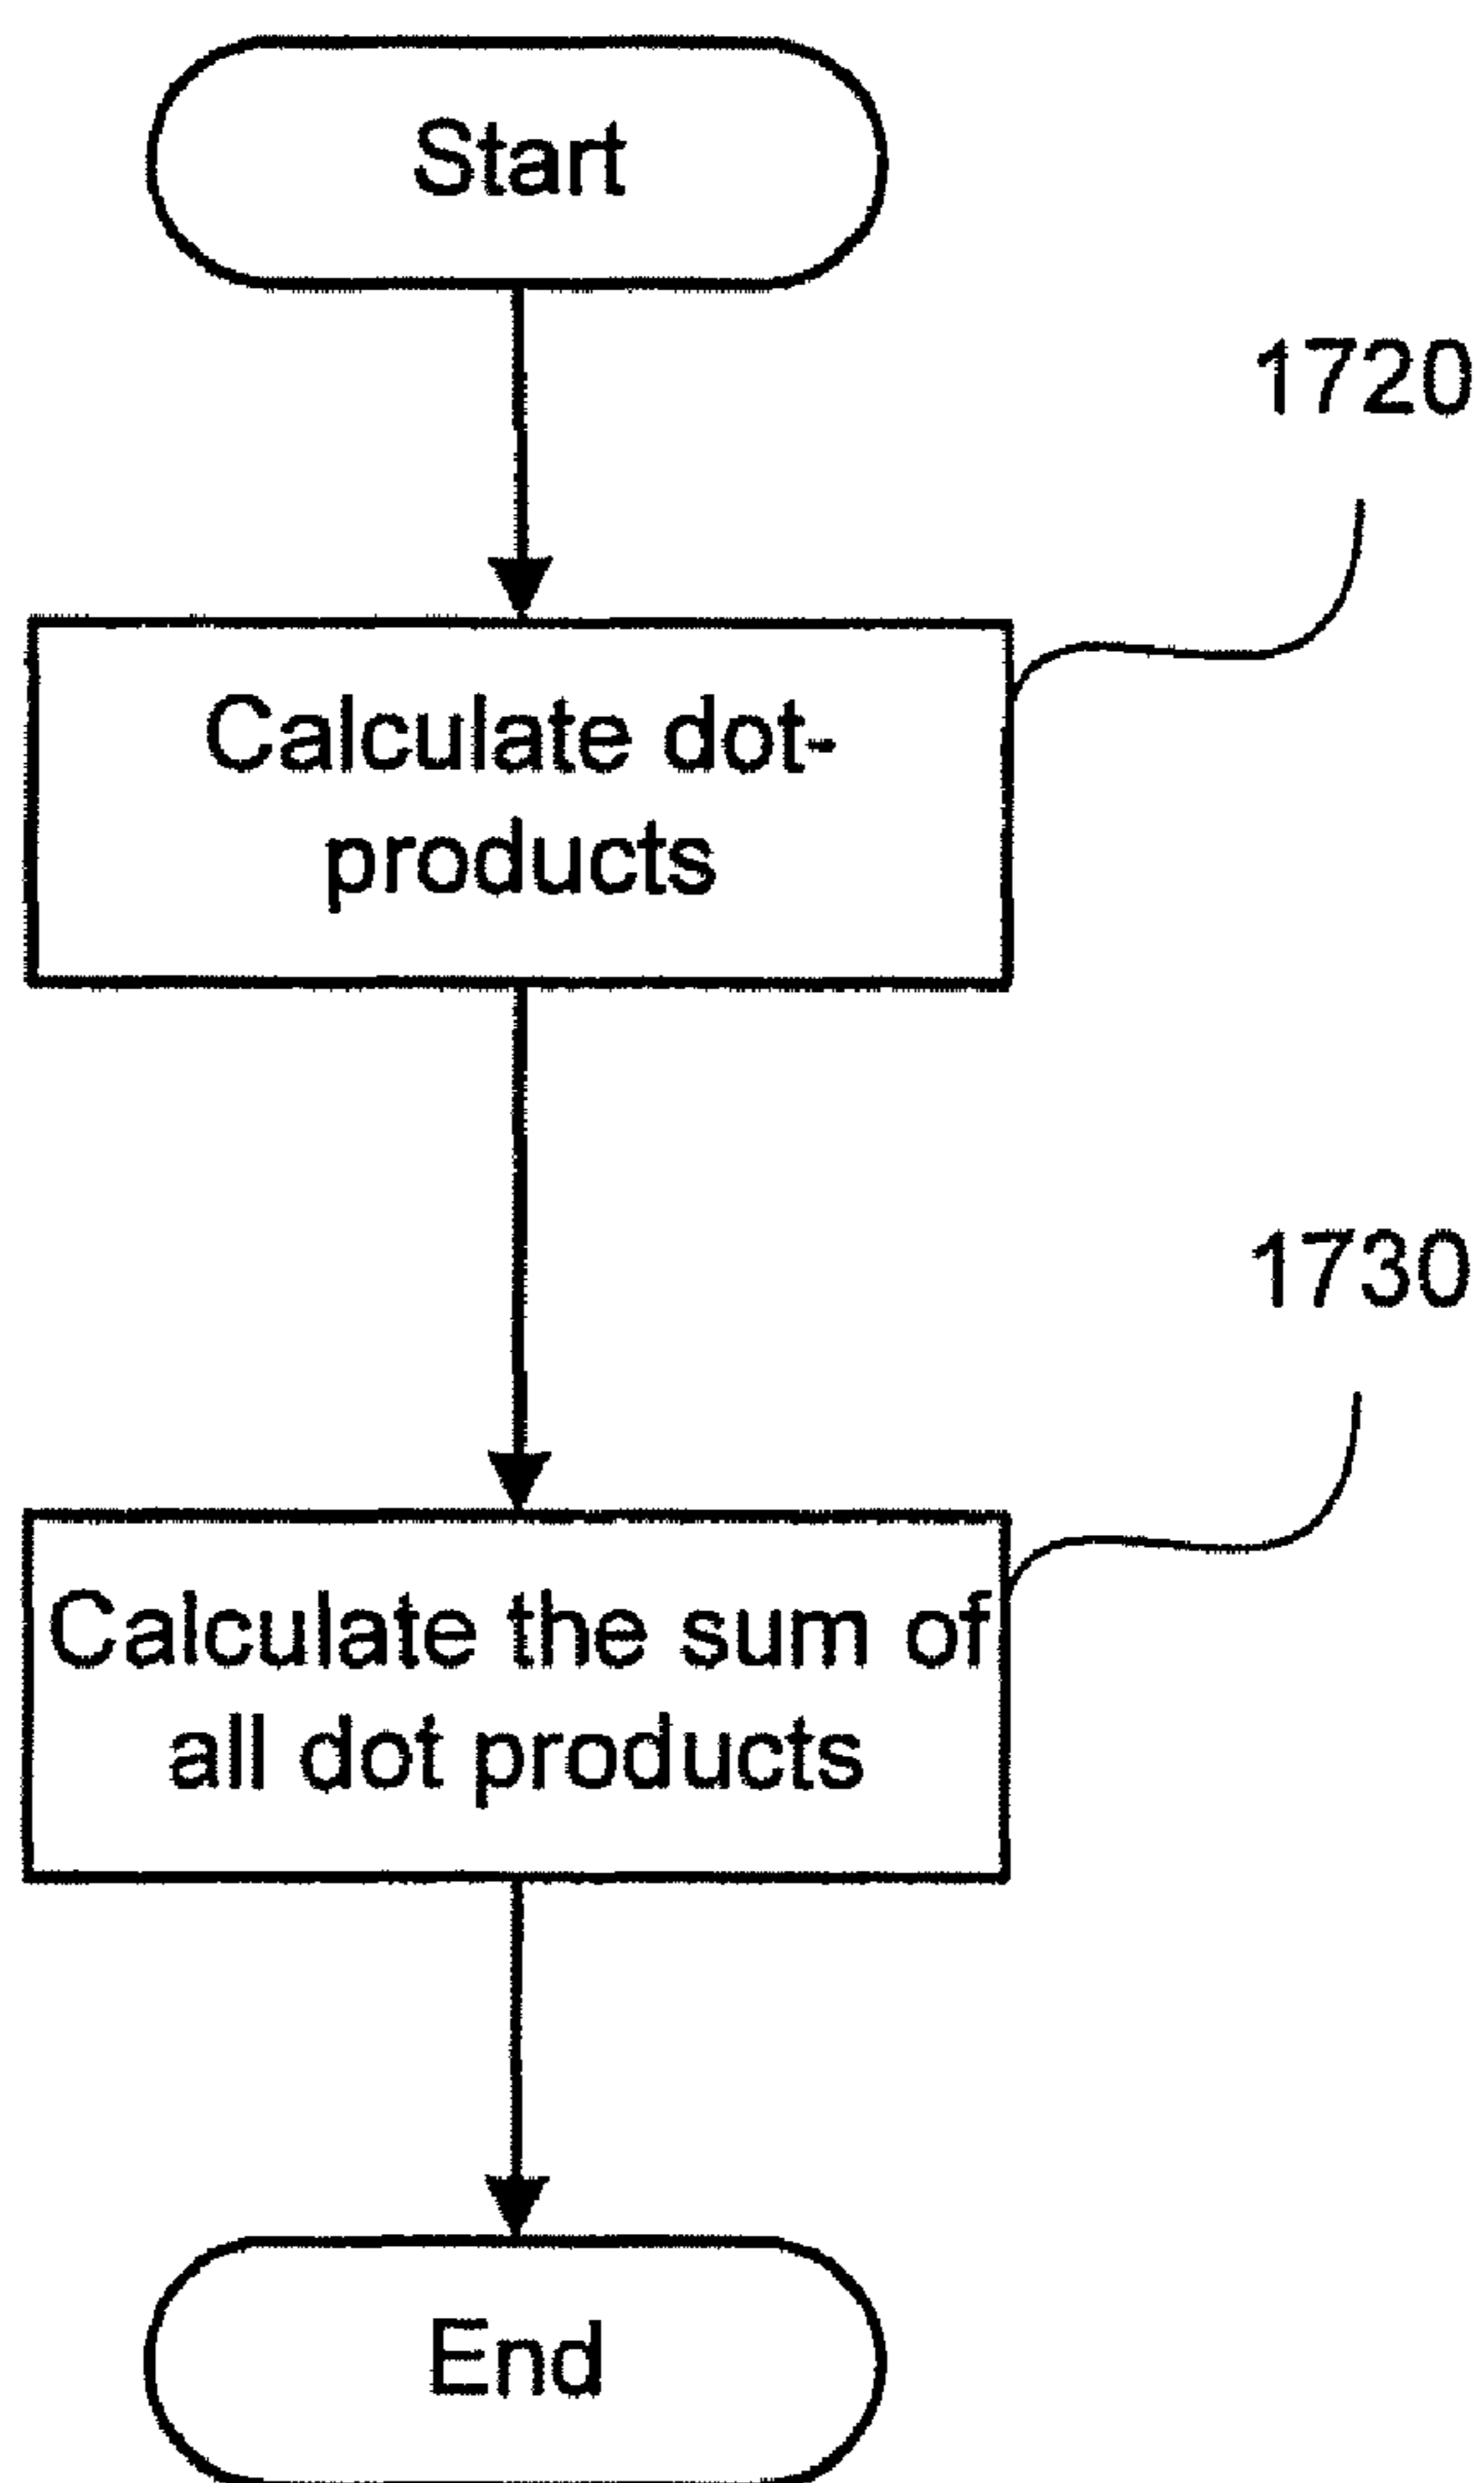 Start
1720
Calculate dot-
products
1730
Calculate the sum of
all dot products
End